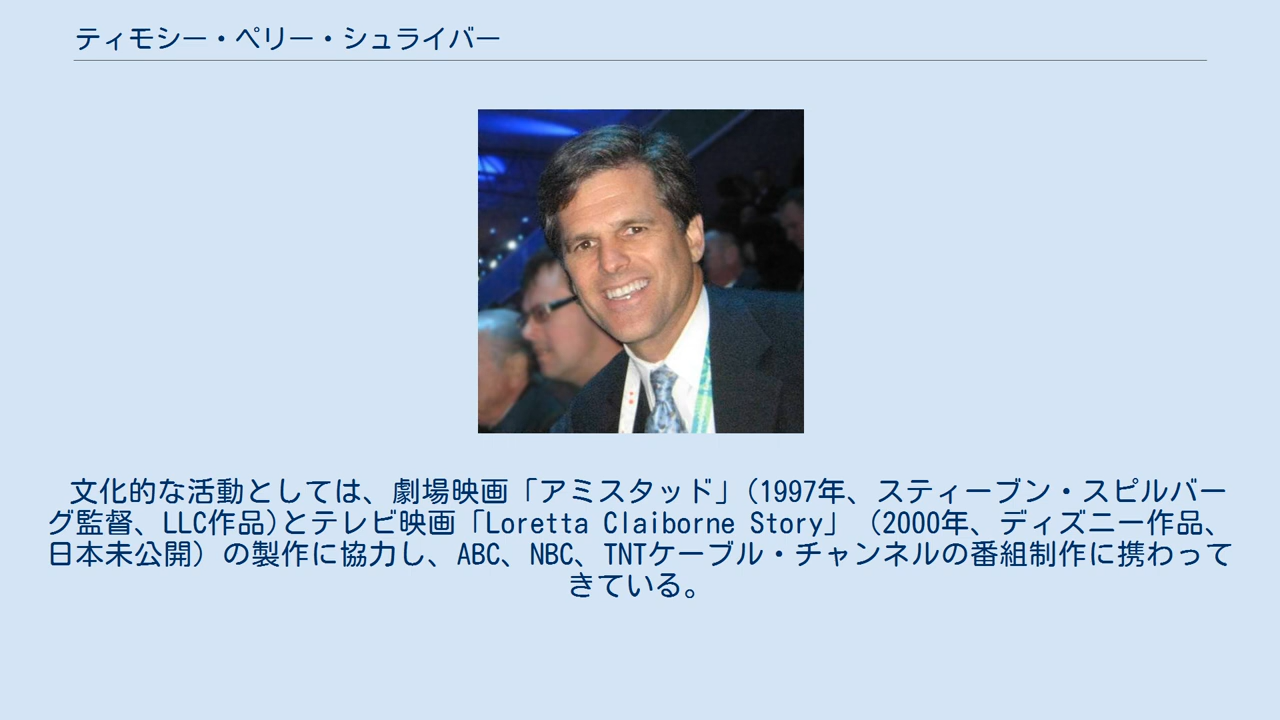 ティモシー・ペリー・シュライバー
文化的な活動としては、劇場映画「アミスタッド」(1997年、スティーブン・スピルバー
グ監督、LLC作品)とテレビ映画「Loretta Claiborne Story」（2000年、ディズニー作品、
日本未公開）の製作に協力し、ABC、NBC、TNTケーブル・チャンネルの番組制作に携わって
きている。